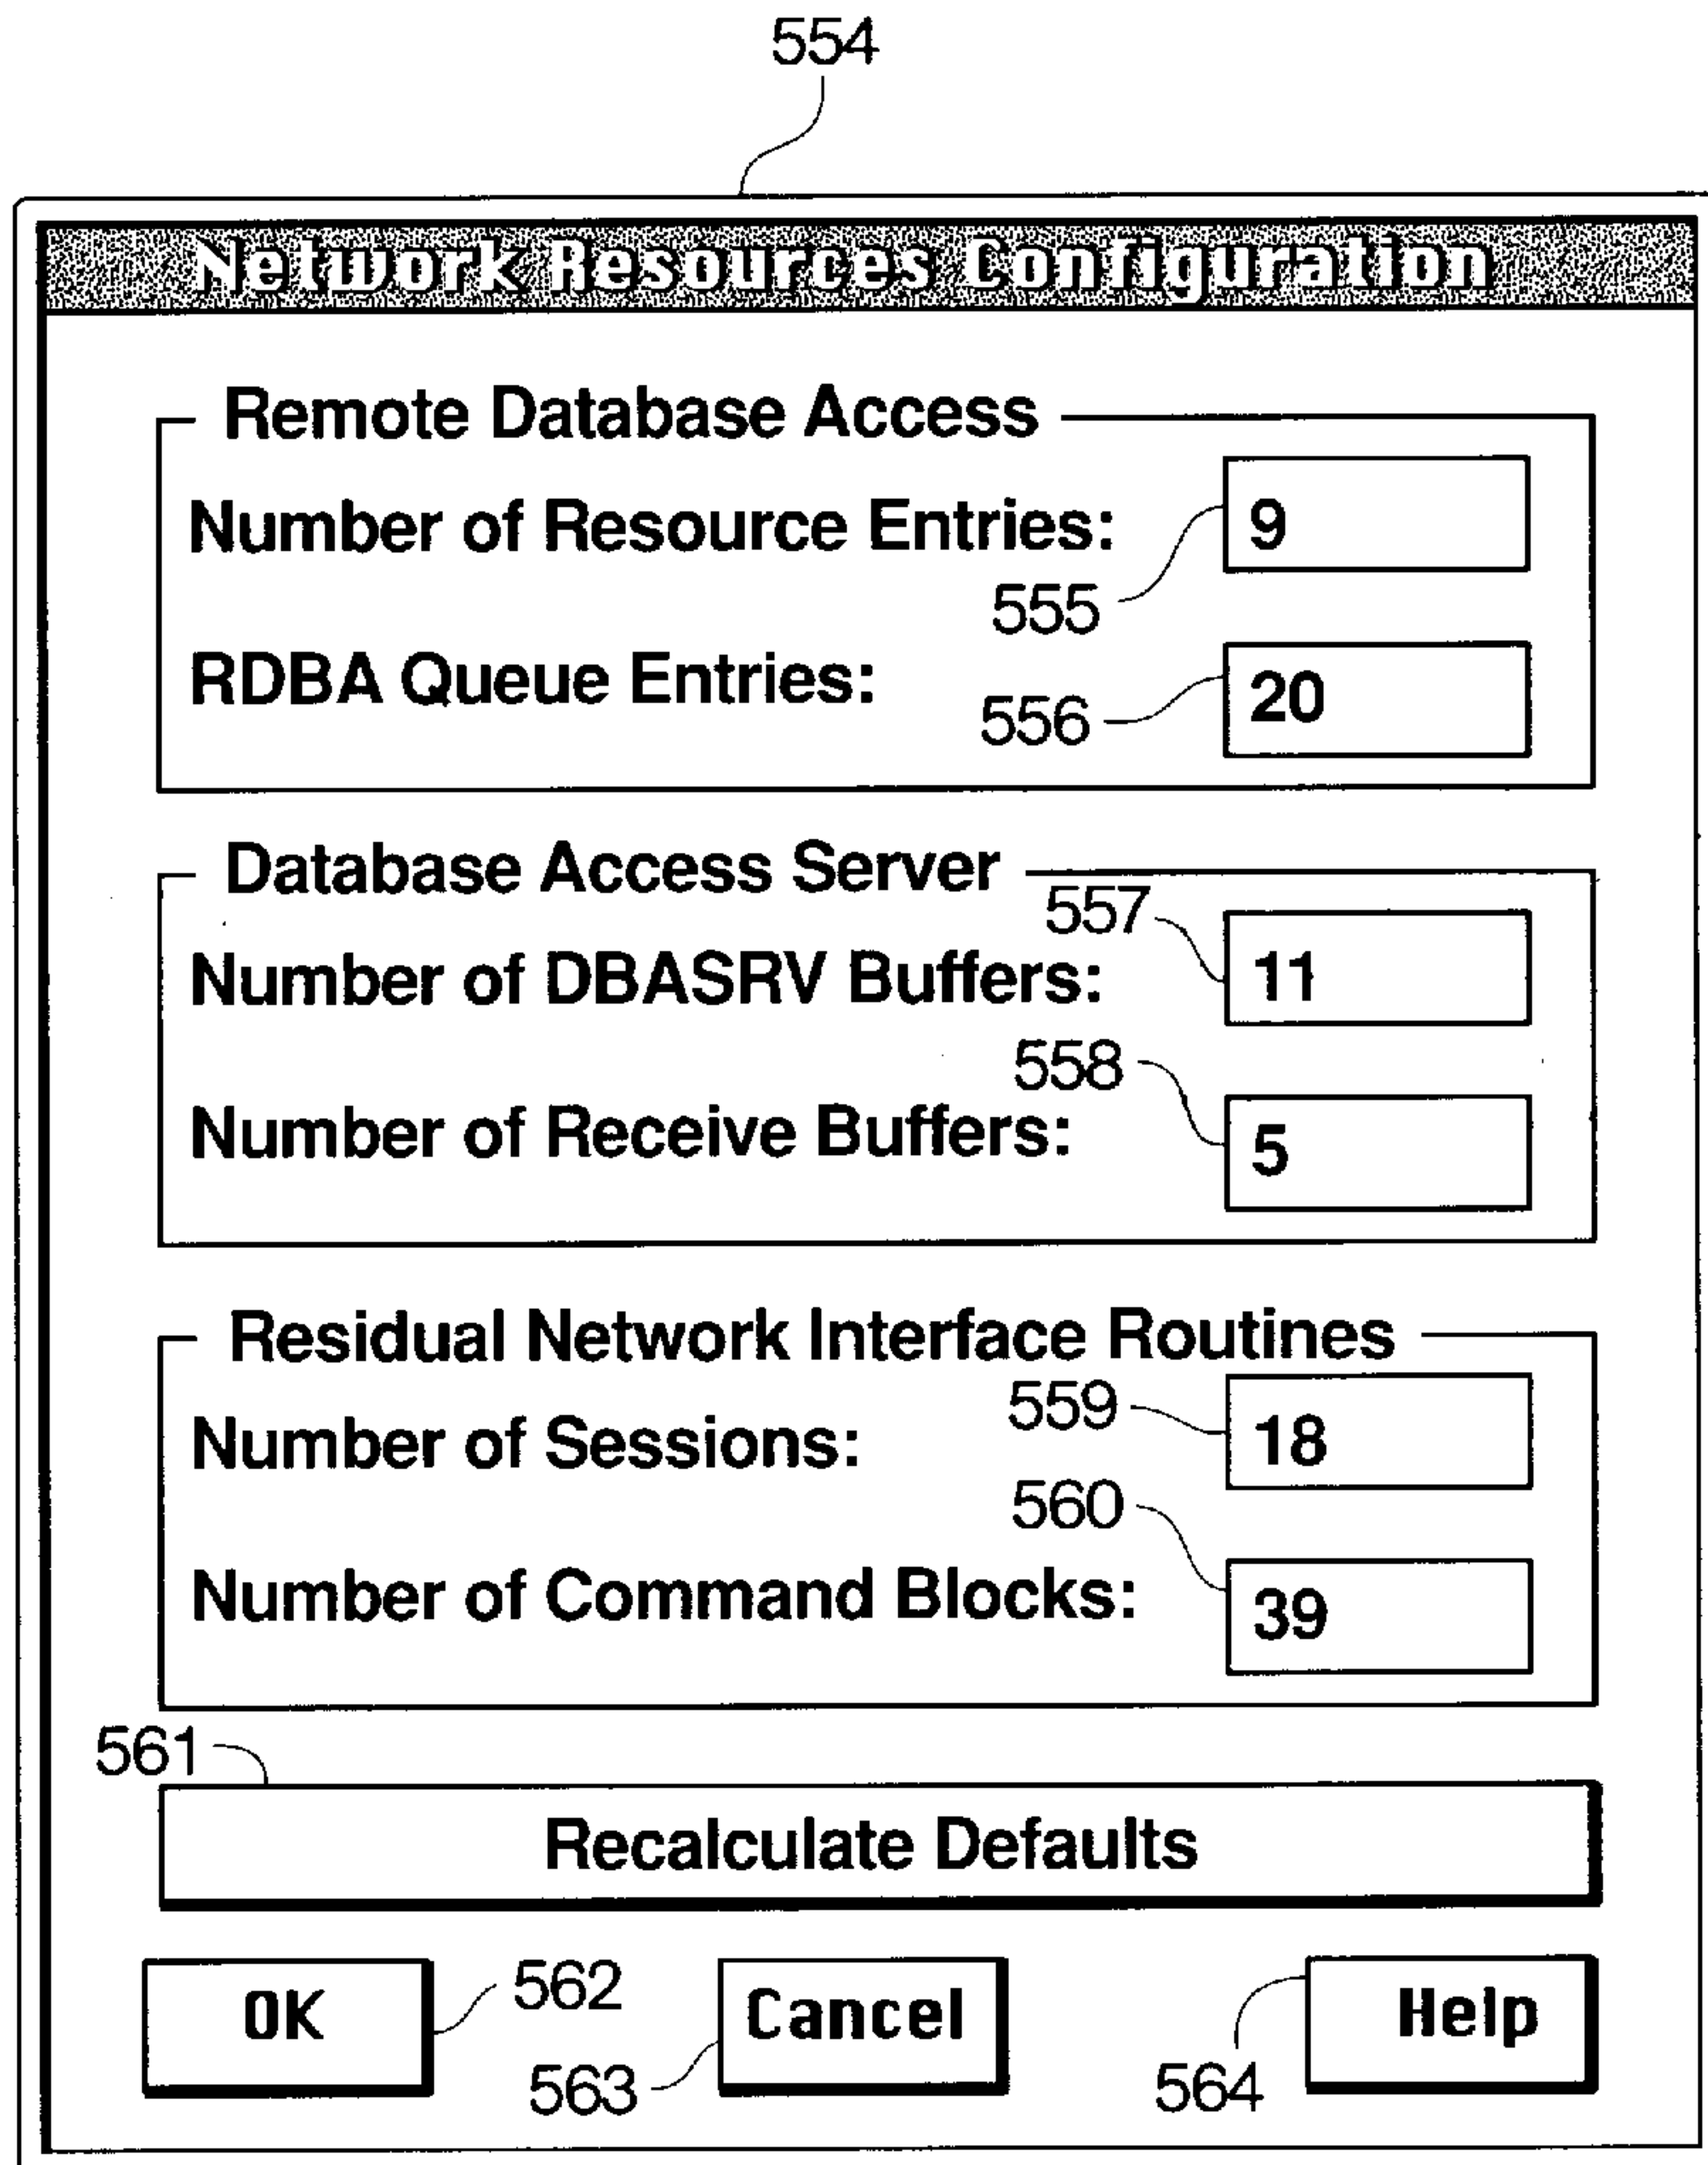 554
Network Resources Configuration
Remote Database Access
Number of Resource Entries: 9
555
RDBA Queue Entries: 20
556
Database Access Server
557
Number of DBASRV Buffers: 11
558
Number of Receive Buffers: 5
Residual Network Interface Routines
559
Number of Sessions: 18
560
Number of Command Blocks: 39
561
Recalculate Defaults
OK 562 Cancel Help
563 564